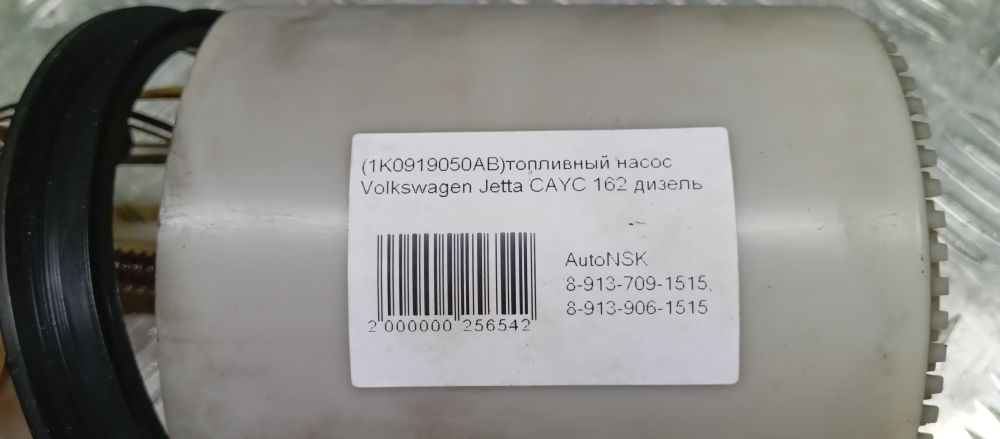 (1K0919050AB)топливный насос
Volkswagen Jetta CAYC 162 дизель
AutoNSK
8-913-709-1515,
8-913-906-1515
2 000000 256542